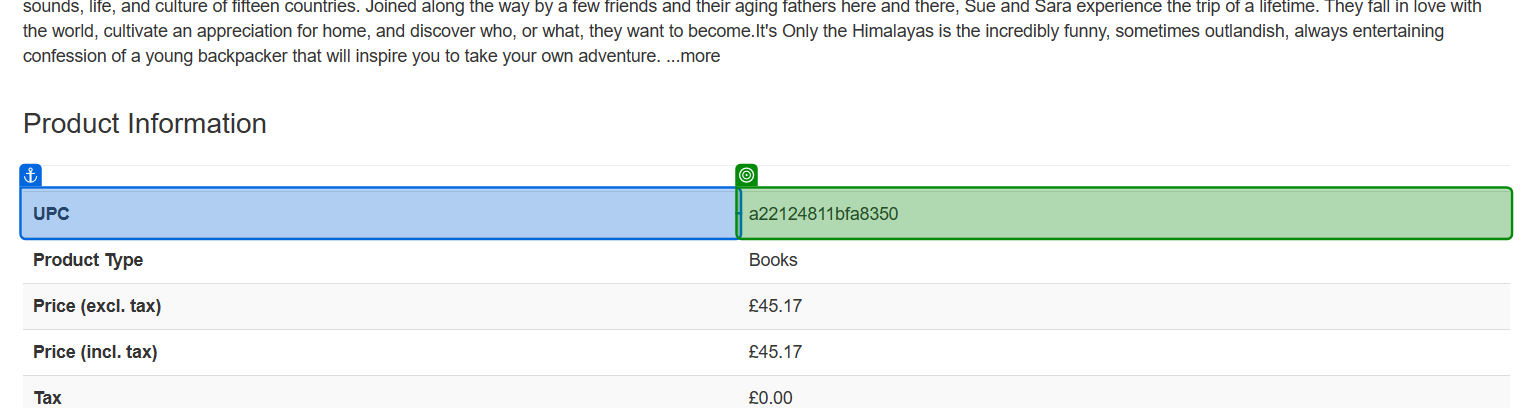 sounds, life, and culture of fifteen countries. Joined along the way by a few friends and their aging fathers here and there, Sue and Sara experience the trip of a lifetime. They fall in love with
the world, cultivate an appreciation for home, and discover who, or what, they want to become.It's Only the Himalayas is the incredibly funny, sometimes outlandish, always entertaining
confession of a young backpacker that will inspire you to take your own adventure. ...more
Product Information
UPC a22124811bfa8350
Product Type Books
Price (excl. tax) £45.17
Price (incl. tax) £45.17
Tax £0.00